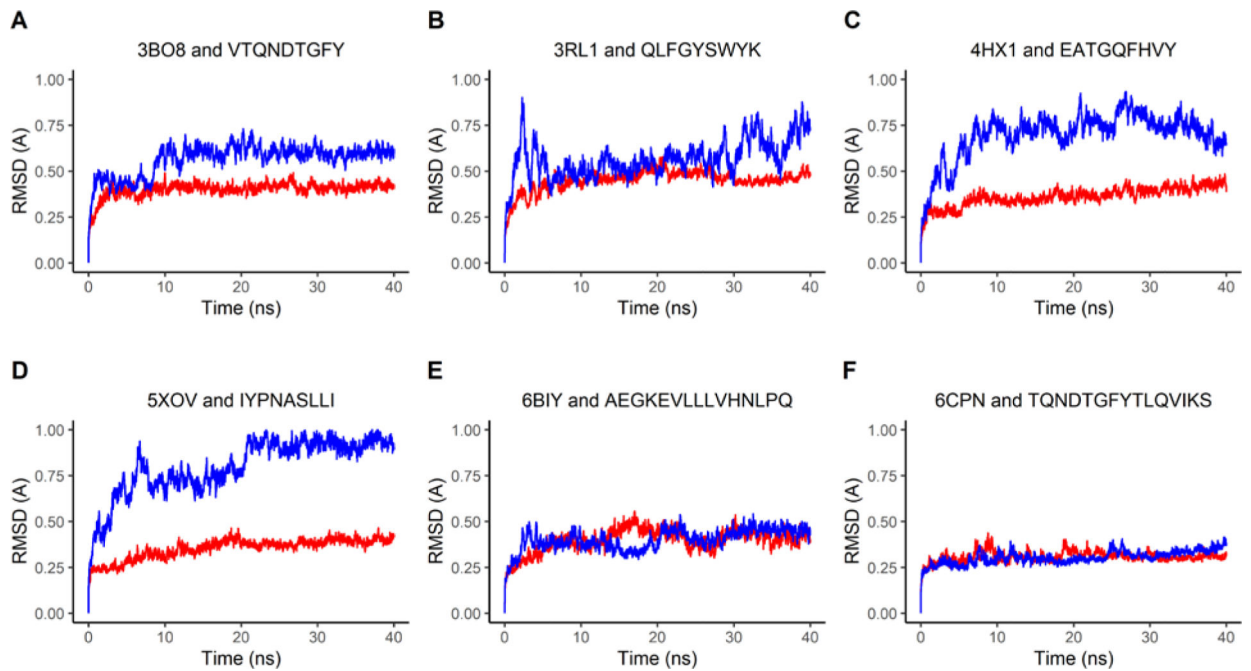 A
3BO8 and VTQNDTGFY
1.00
0.75
0.50
0.25
0.00
RMSD (A)
0 10 20 30 40
Time (ns)
B
3RL1 and QLFGYSWYK
1.00
0.75
0.50
0.25
0.00
RMSD (A)
0 10 20 30 40
Time (ns)
C
4HX1 and EATGQFHVY
1.00
0.75
0.50
0.25
0.00
RMSD (A)
0 10 20 30 40
Time (ns)
D
5XOV and IYPNASLLI
1.00
0.75
0.50
0.25
0.00
RMSD (A)
0 10 20 30 40
Time (ns)
E
6BIY and AEGKEVLLLVHNLPQ
1.00
0.75
0.50
0.25
0.00
RMSD (A)
0 10 20 30 40
Time (ns)
F
6CPN and TQNDTGFYTLQVIKS
1.00
0.75
0.50
0.25
0.00
RMSD (A)
0 10 20 30 40
Time (ns)